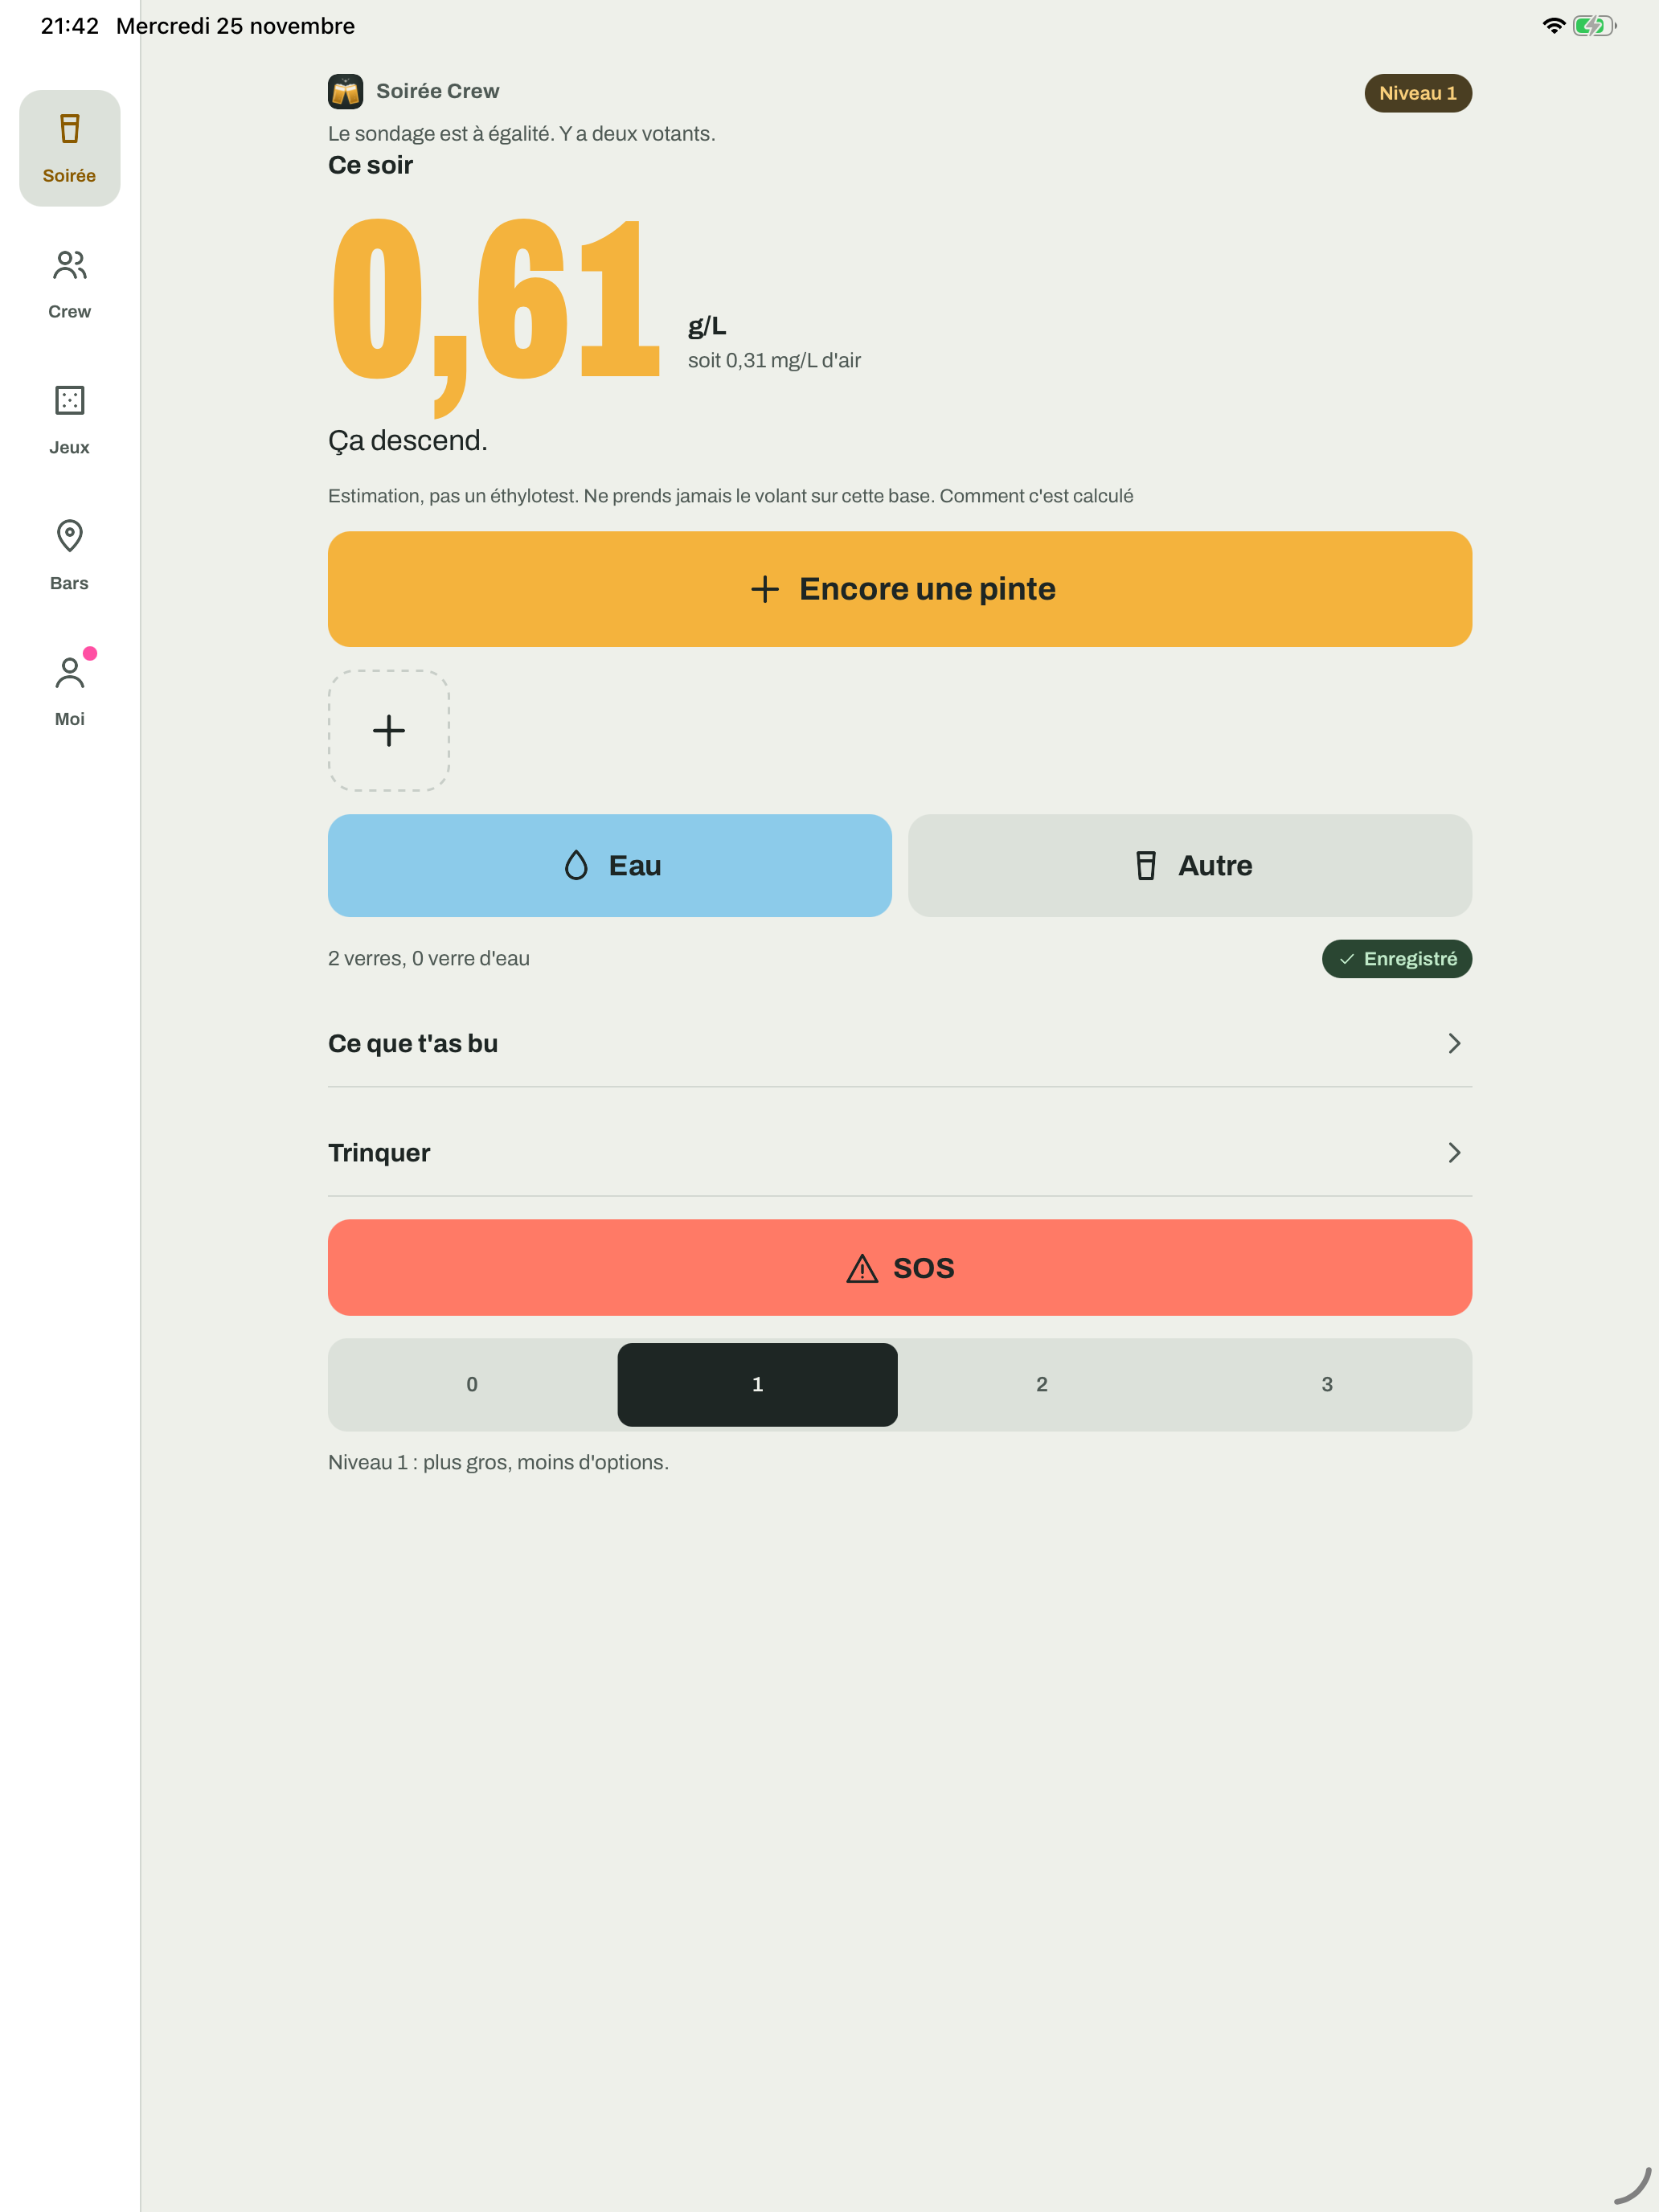 21:42 Mercredi 25 novembre
Soirée
Crew
Jeux
Bars
Moi
Soirée Crew
Niveau 1
Le sondage est à égalité. Y a deux votants.
Ce soir
0,61
g/L
soit 0,31 mg/L d'air
Ça descend.
Estimation, pas un éthylotest. Ne prends jamais le volant sur cette base. Comment c'est calculé
Encore une pinte
Eau
Autre
2 verres, 0 verre d'eau
Enregistré
Ce que t'as bu
Trinquer
SOS
0 1 2 3
Niveau 1 : plus gros, moins d'options.